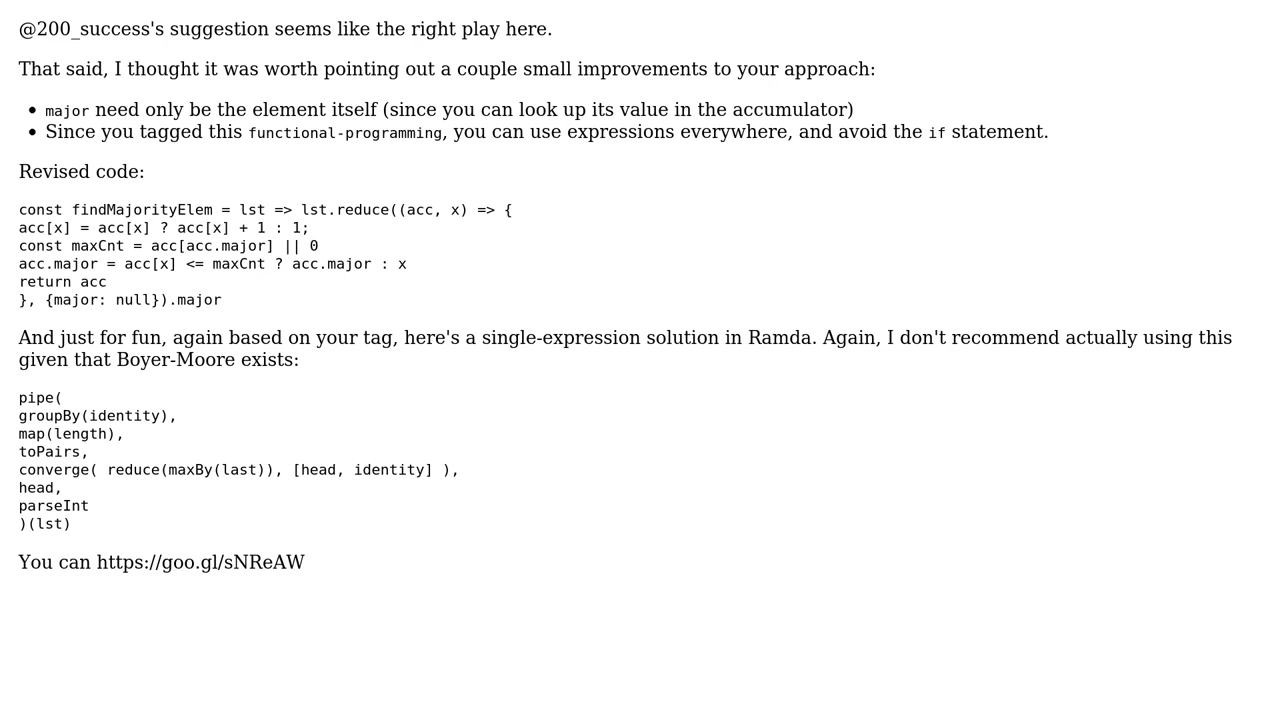 @200_success's suggestion seems like the right play here.
That said, I thought it was worth pointing out a couple small improvements to your approach:
• major need only be the element itself (since you can look up its value in the accumulator)
• Since you tagged this functional-programming, you can use expressions everywhere, and avoid the if statement.
Revised code:
const findMajorityElem = lst => lst.reduce((acc, x) => {
acc[x] = acc[x] ? acc[x] + 1 : 1;
const maxCnt = acc[acc.major] || 0
acc.major = acc[x] <= maxCnt ? acc.major : x
return acc
}, {major: null}).major
And just for fun, again based on your tag, here's a single-expression solution in Ramda. Again, I don't recommend actually using this
given that Boyer-Moore exists:
pipe(
groupBy(identity),
map(length),
toPairs,
converge( reduce(maxBy(last)), [head, identity] ),
head,
parseInt
)(lst)
You can https://goo.gl/sNReAW